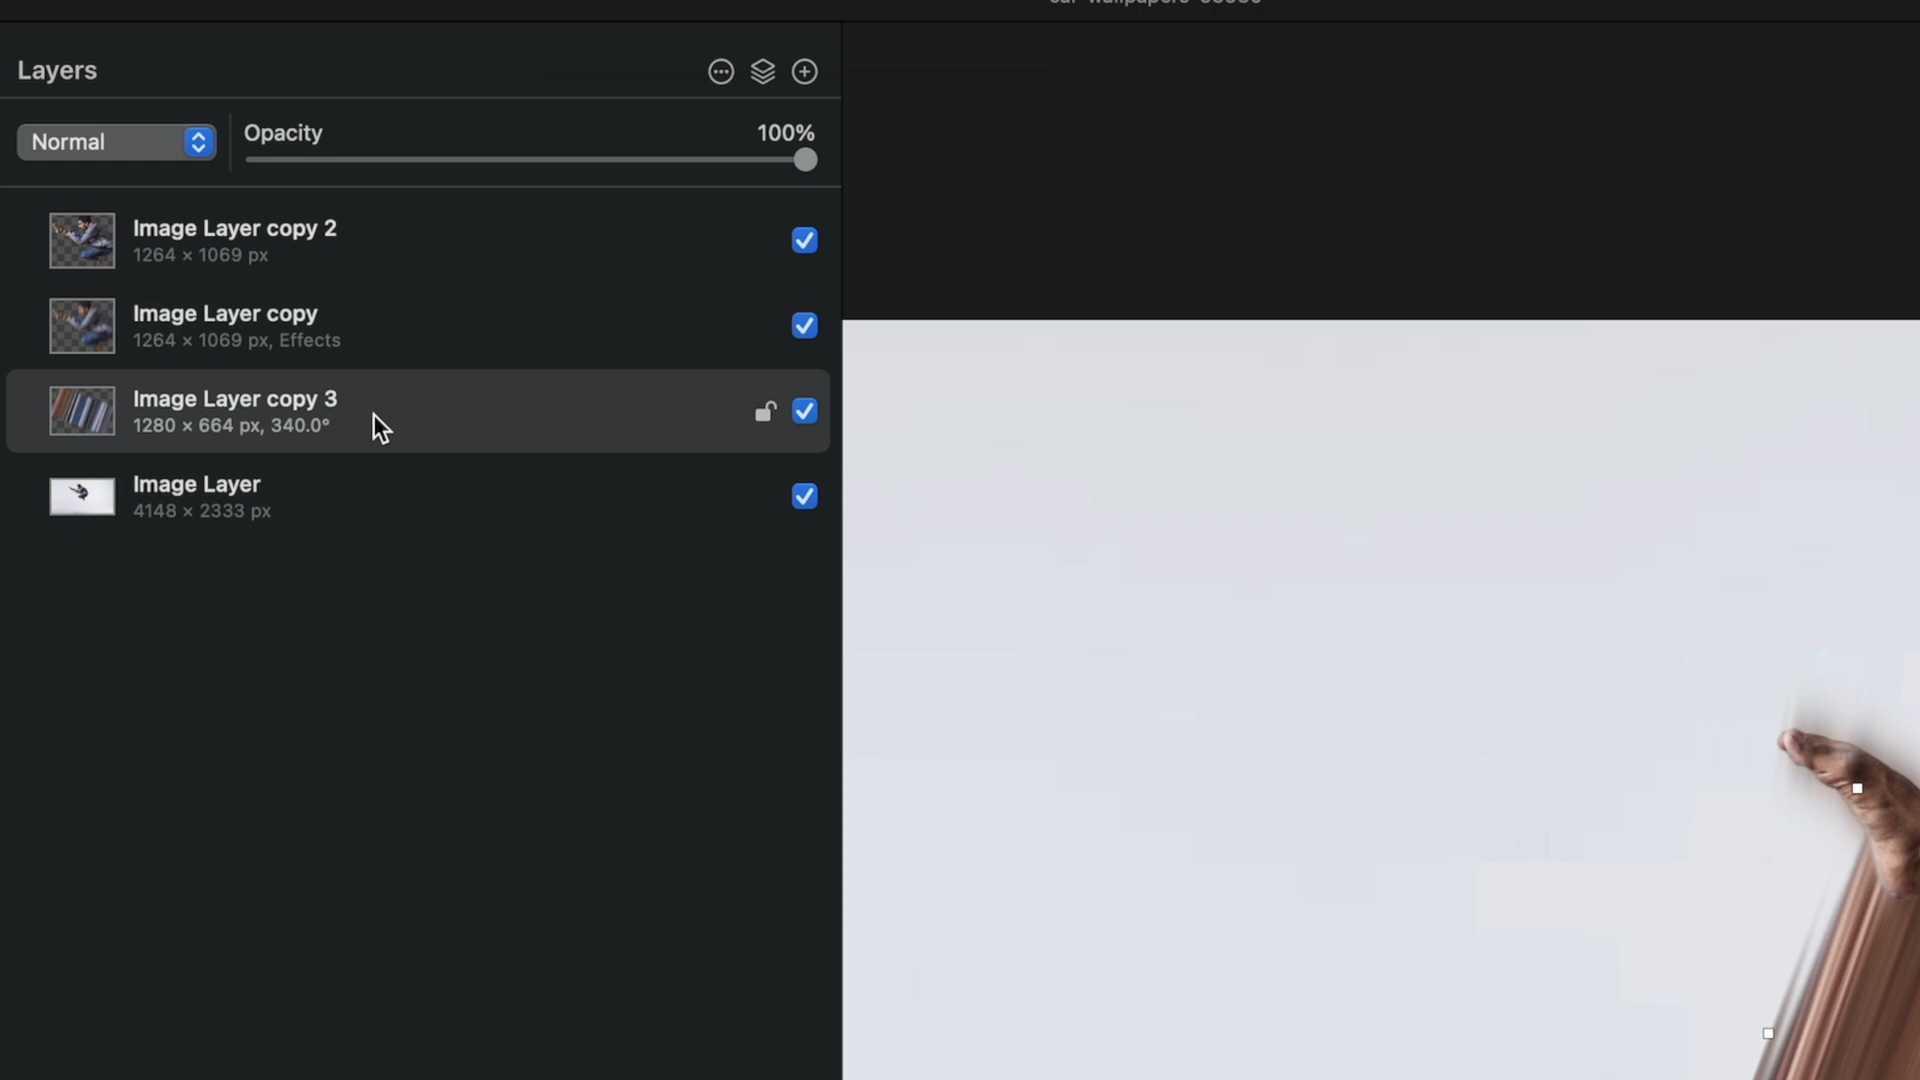 Layers
Normal
Opacity
100%
Image Layer copy 2
1264 × 1069 px
Image Layer copy
1264 × 1069 px, Effects
Image Layer copy 3
1280 × 664 px, 340.0°
Image Layer
4148 × 2333 px